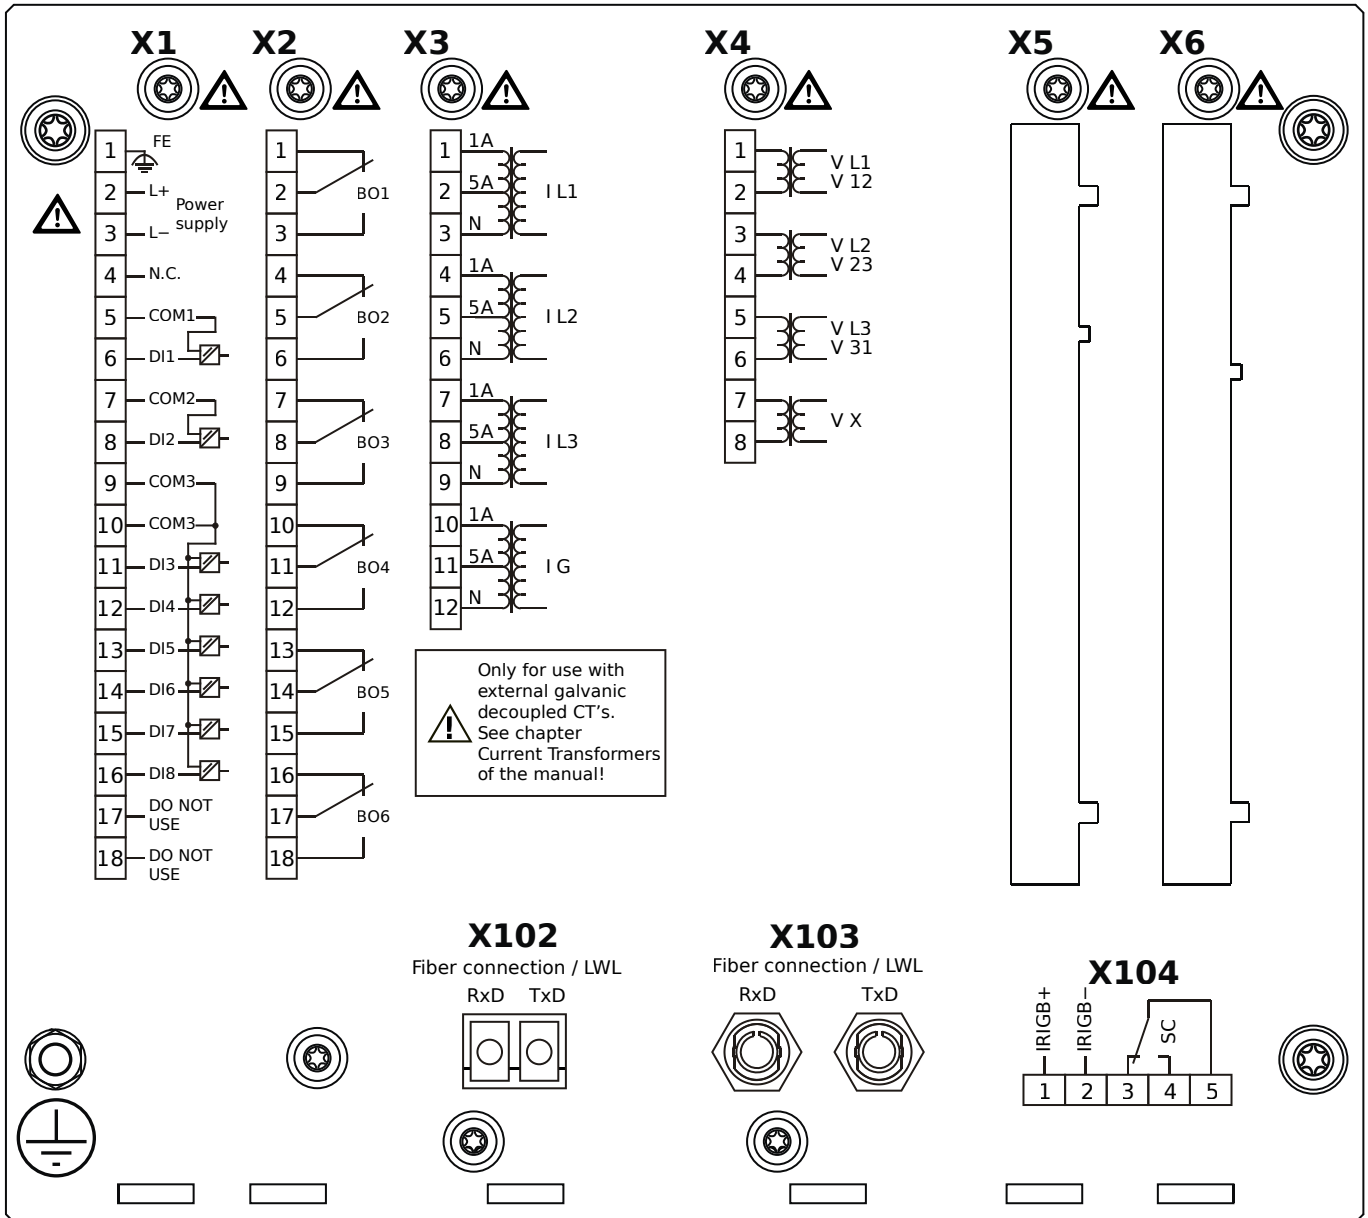 X1
X2
X3
X4
X5
X6
1 FE
2 L+
Power
supply
3 L−
4 N.C.
5 COM1
6 DI1
7 COM2
8 DI2
9 COM3
10 COM3
11 DI3
12 DI4
13 DI5
14 DI6
15 DI7
16 DI8
17 DO NOT
USE
18 DO NOT
USE
1
2 BO1
3
4
5 BO2
6
7
8 BO3
9
10
11 BO4
12
13
14 BO5
15
16
17 BO6
18
1 1A
2 5A I L1
3 N
4 1A
5 5A I L2
6 N
7 1A
8 5A I L3
9 N
10 1A
11 5A I G
12 N
Only for use with
external galvanic
decoupled CT's.
See chapter
Current Transformers
of the manual!
1 V L1
2 V 12
3 V L2
4 V 23
5 V L3
6 V 31
7 V X
8
X102
Fiber connection / LWL
RxD TxD
X103
Fiber connection / LWL
RxD TxD
X104
IRIGB+
IRIGB−
SC
1 2 3 4 5